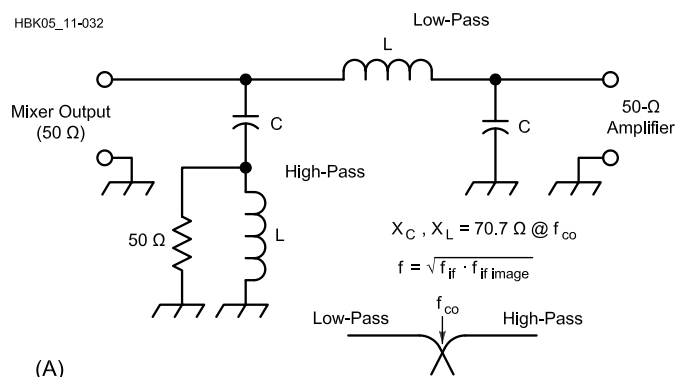 HBK05_11-032
Low-Pass
L
Mixer Output
(50 Ω)
C
C
50-Ω
Amplifier
High-Pass
50 Ω
L
X_C , X_L = 70.7 Ω @ f_co
f = √(f_if · f_if image)
f_co
Low-Pass
High-Pass
(A)